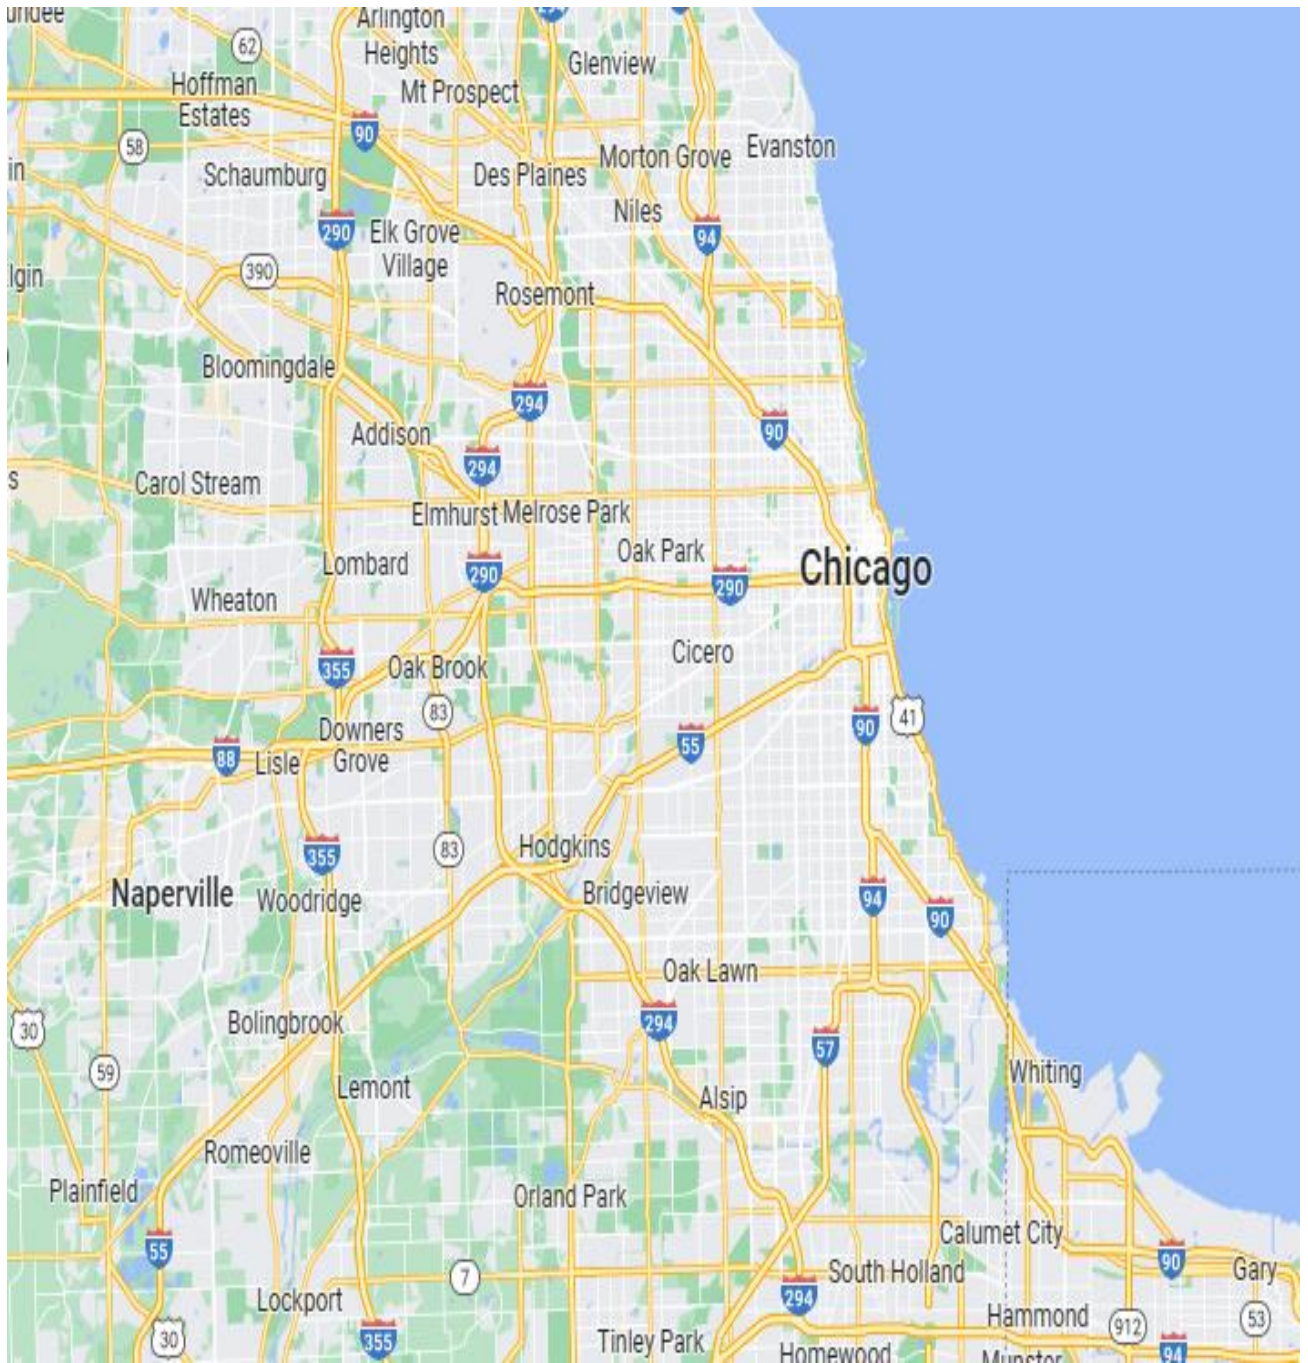 Arlington
Heights
62
Glenview
Hoffman
Estates
Mt Prospect
90
58
Evanston
Morton Grove
Schaumburg
Des Plaines
Niles
290
Elk Grove
Village
94
390
lgin
Rosemont
Bloomingdale
294
Addison
90
294
Carol Stream
Elmhurst
Melrose Park
Oak Park
Lombard
Chicago
290
290
Wheaton
Cicero
355
Oak Brook
83
41
90
Downers
Grove
55
88
Lisle
83
Hodgkins
355
Naperville
Woodridge
Bridgeview
94
90
Oak Lawn
Bolingbrook
294
30
57
59
Whiting
Lemont
Alsip
Romeoville
Plainfield
Orland Park
Calumet City
55
90
7
South Holland
Gary
Lockport
294
Hammond
912
53
30
355
Tinley Park
Homewood
Munster
94